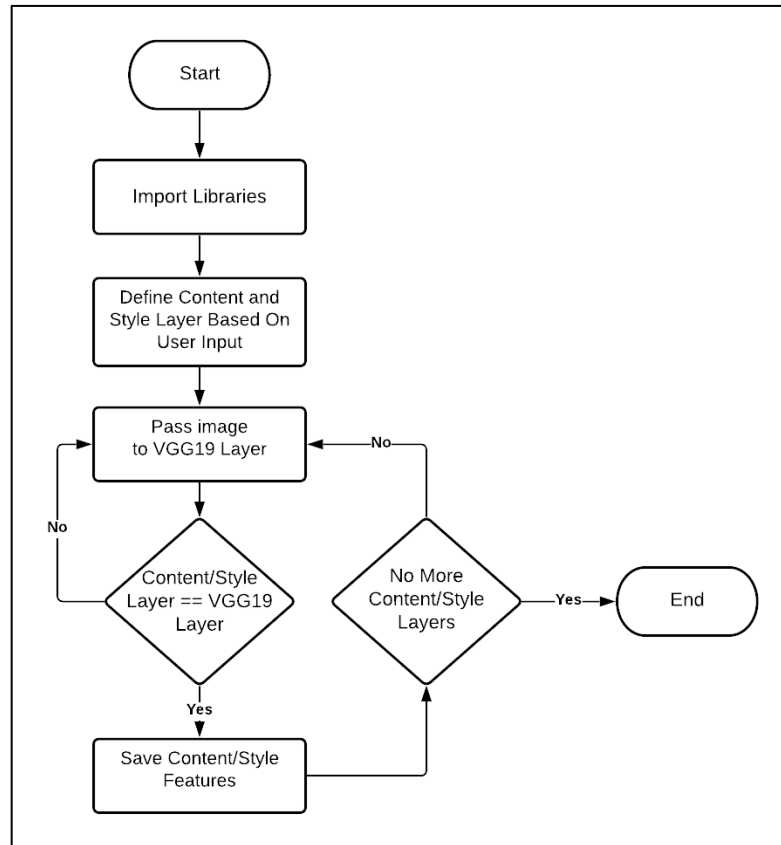 Start
Import Libraries
Define Content and
Style Layer Based On
User Input
Pass image
to VGG19 Layer
No
No
Content/Style
Layer == VGG19
Layer
No More
Content/Style
Layers
Yes
End
Yes
Save Content/Style
Features